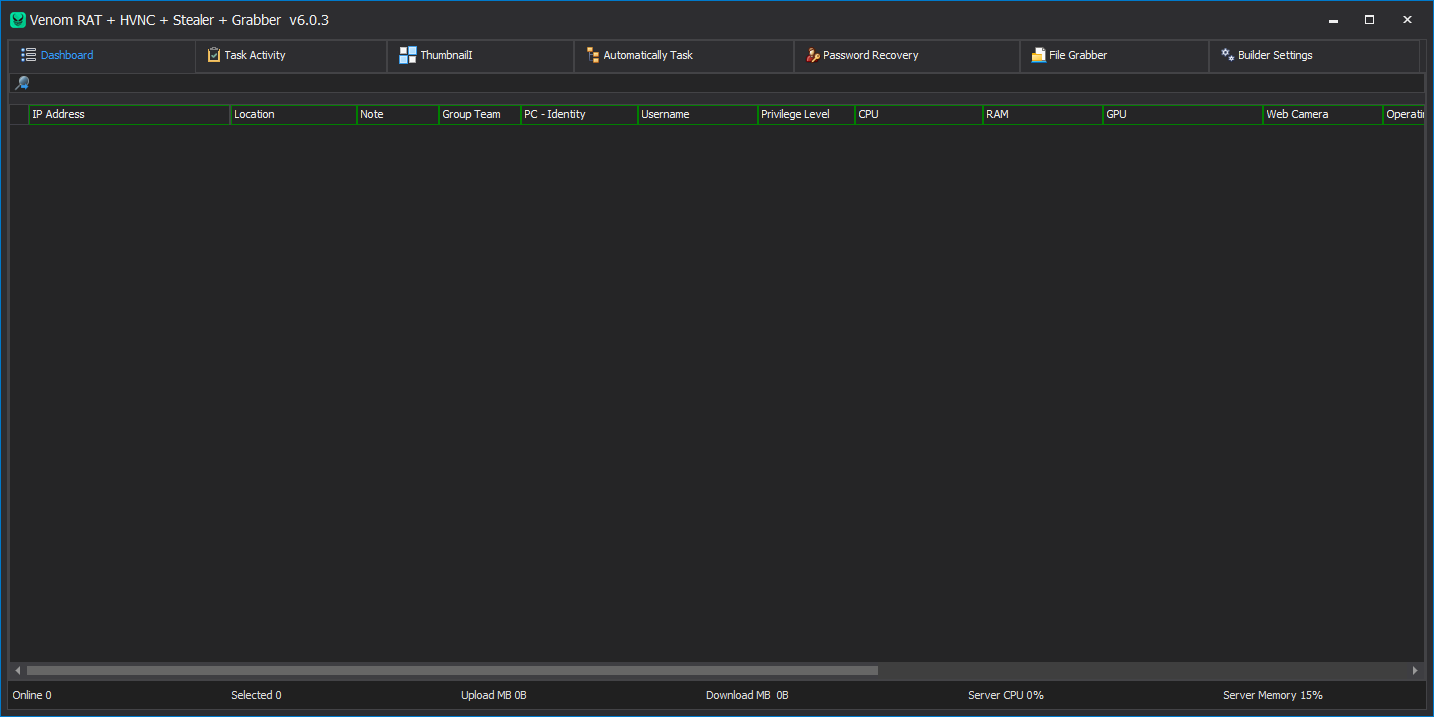 Venom RAT + HVNC + Stealer + Grabber v6.0.3
Dashboard Task Activity ThumbnailI Automatically Task Password Recovery File Grabber Builder Settings
IP Address Location Note Group Team PC - Identity Username Privilege Level CPU RAM GPU Web Camera Operatin
Online 0 Selected 0 Upload MB 0B Download MB 0B Server CPU 0% Server Memory 15%